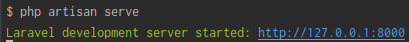 $ php artisan serve
Laravel development server started: http://127.0.0.1:8000